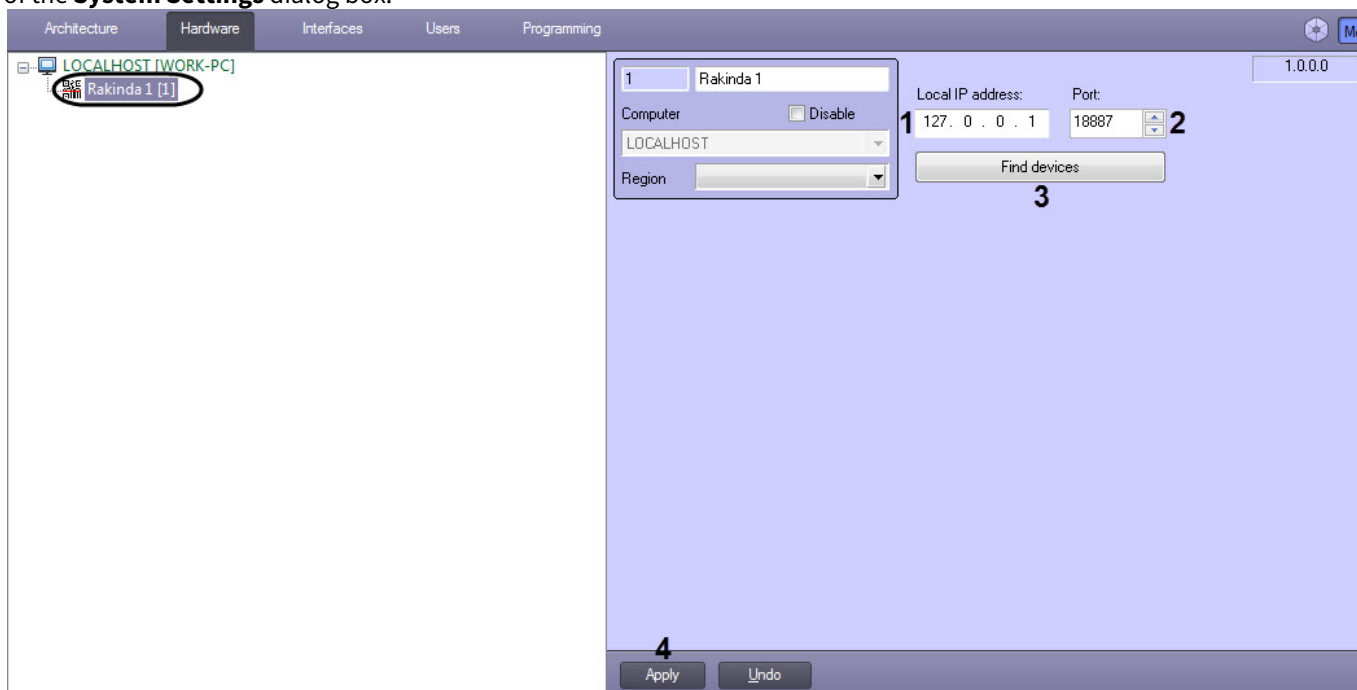 of the System Settings dialog box.
Architecture Hardware Interfaces Users Programming
LOCALHOST [WORK-PC]
Rakinda 1 [1]
1.0.0.0
1 Rakinda 1
Computer Disable
LOCALHOST
Region
Local IP address: Port:
1 127. 0 . 0 . 1 18887 2
Find devices
3
4
Apply Undo